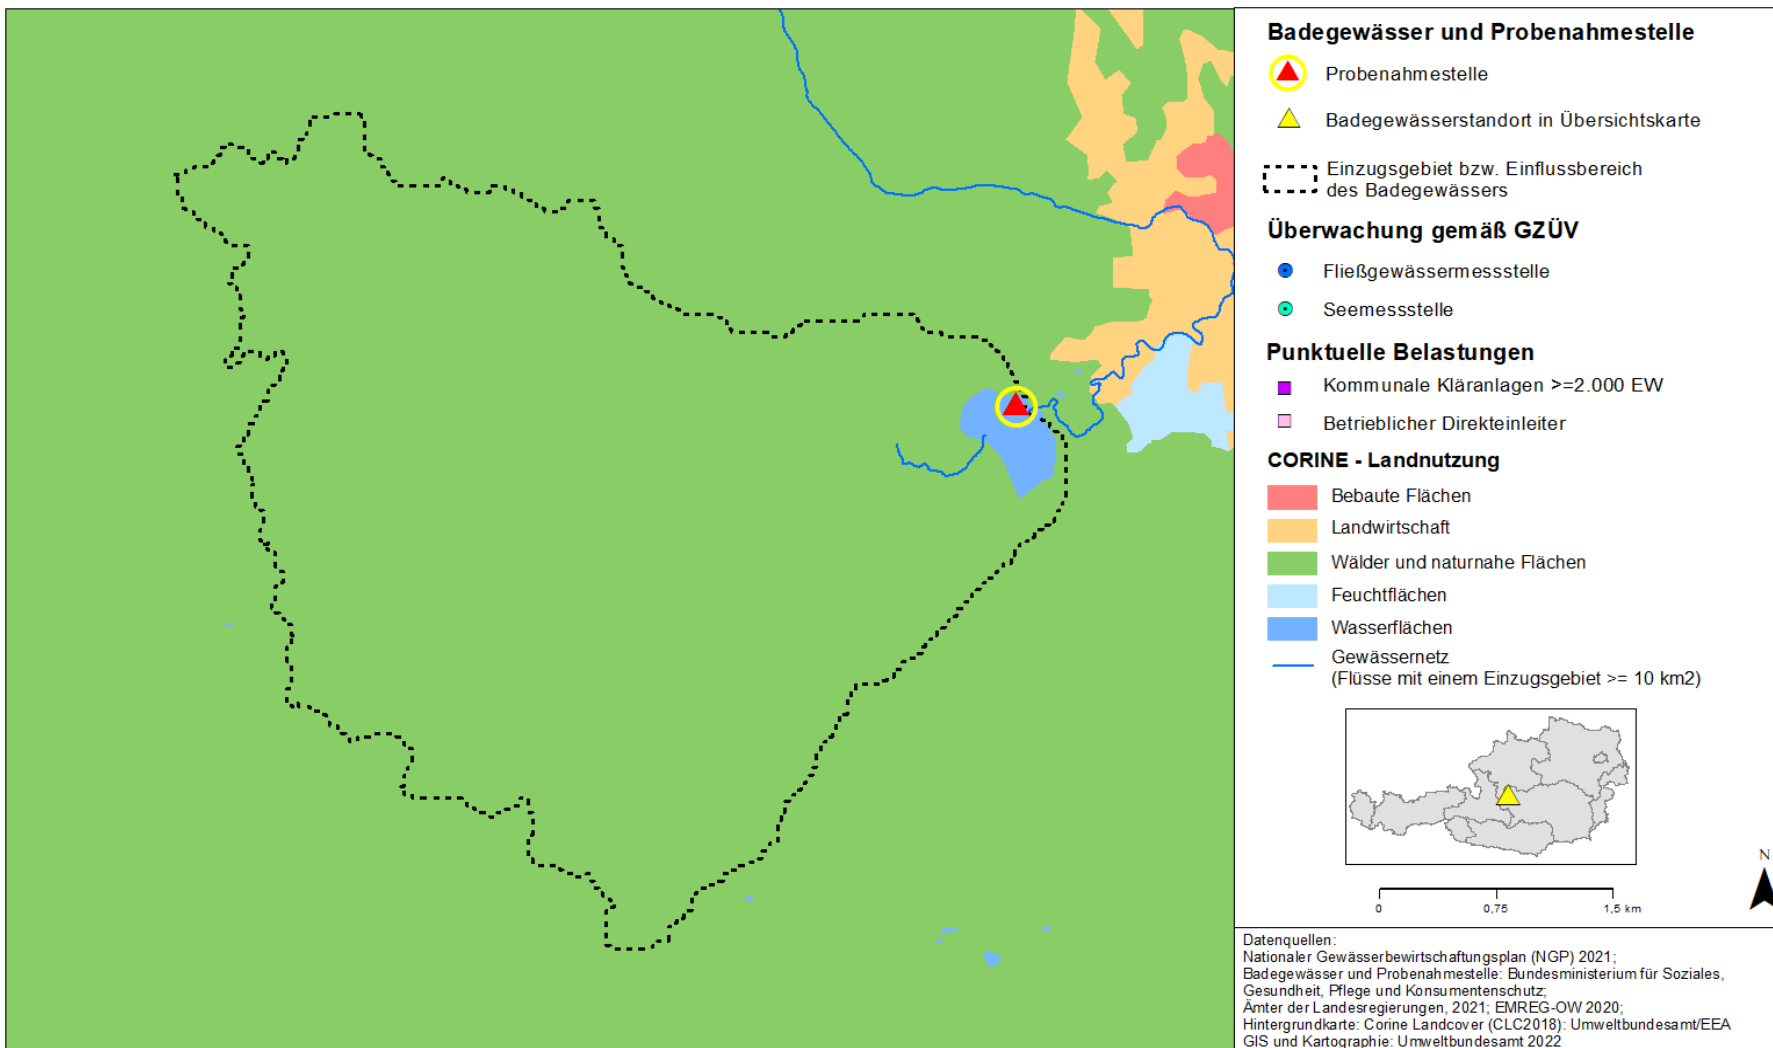 Badegewässer und Probenahmestelle
Probenahmestelle
Badegewässerstandort in Übersichtskarte
Einzugsgebiet bzw. Einflussbereich
des Badegewässers
Überwachung gemäß GZÜV
Fließgewässermessstelle
Seemessstelle
Punktuelle Belastungen
Kommunale Kläranlagen >=2.000 EW
Betrieblicher Direkteinleiter
CORINE - Landnutzung
Bebaute Flächen
Landwirtschaft
Wälder und naturnahe Flächen
Feuchtflächen
Wasserflächen
Gewässernetz
(Flüsse mit einem Einzugsgebiet >= 10 km2)
N
0 0,75 1,5 km
Datenquellen:
Nationaler Gewässerbewirtschaftungsplan (NGP) 2021;
Badegewässer und Probenahmestelle: Bundesministerium für Soziales,
Gesundheit, Pflege und Konsumentenschutz;
Ämter der Landesregierungen, 2021; EMREG-OW 2020;
Hintergrundkarte: Corine Landcover (CLC2018): Umweltbundesamt/EEA
GIS und Kartographie: Umweltbundesamt 2022